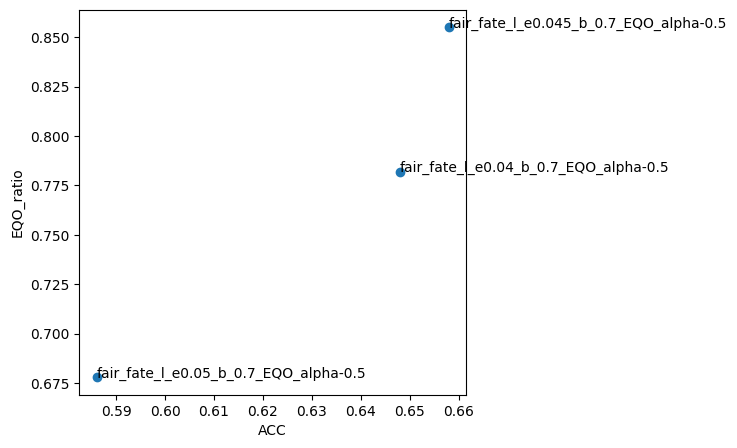 fair_fate_l_e0.045_b_0.7_EQO_alpha-0.5
fair_fate_l_e0.04_b_0.7_EQO_alpha-0.5
fair_fate_l_e0.05_b_0.7_EQO_alpha-0.5
EQO_ratio
0.850
0.825
0.800
0.775
0.750
0.725
0.700
0.675
0.59 0.60 0.61 0.62 0.63 0.64 0.65 0.66
ACC